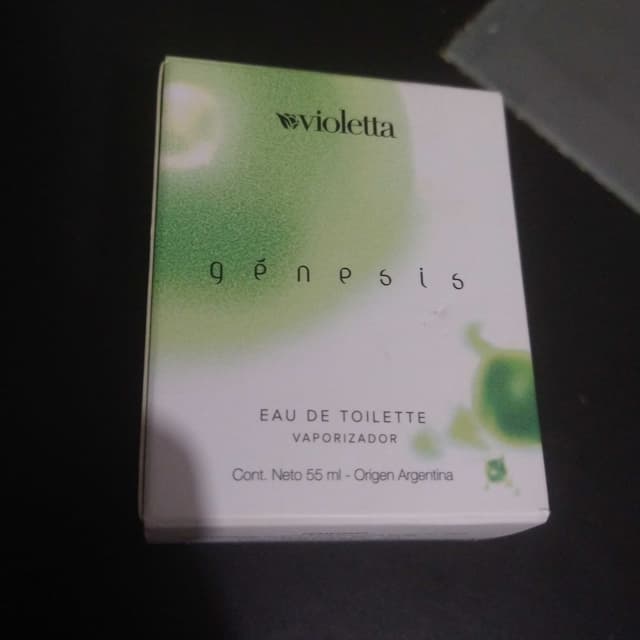 violetta
génesis
EAU DE TOILETTE
VAPORIZADOR
Cont. Neto 55 ml - Origen Argentina